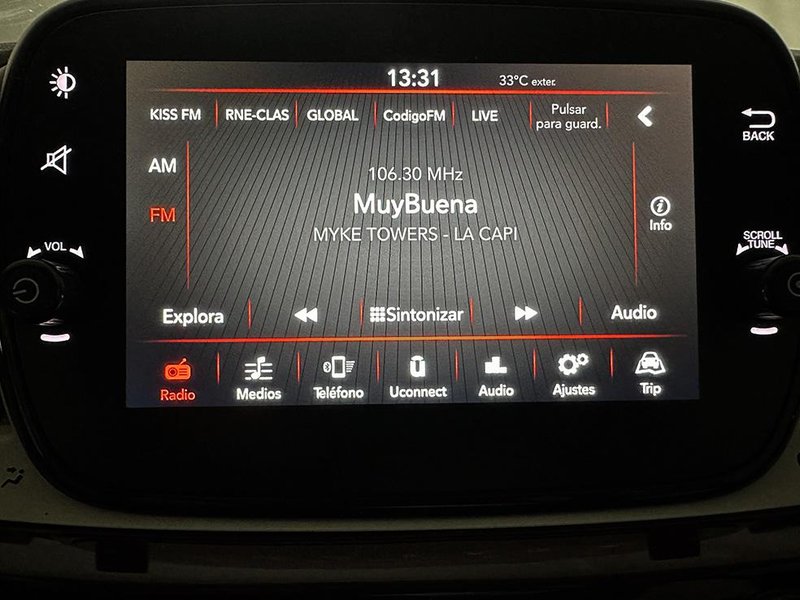 13:31
33°C exter.
KISS FM
RNE-CLAS
GLOBAL
CodigoFM
LIVE
Pulsar
para guard.
BACK
AM
106.30 MHz
MuyBuena
FM
MYKE TOWERS - LA CAPI
Info
VOL
SCROLL
TUNE
Explora
Sintonizar
Audio
Radio
Medios
Teléfono
Uconnect
Audio
Ajustes
Trip